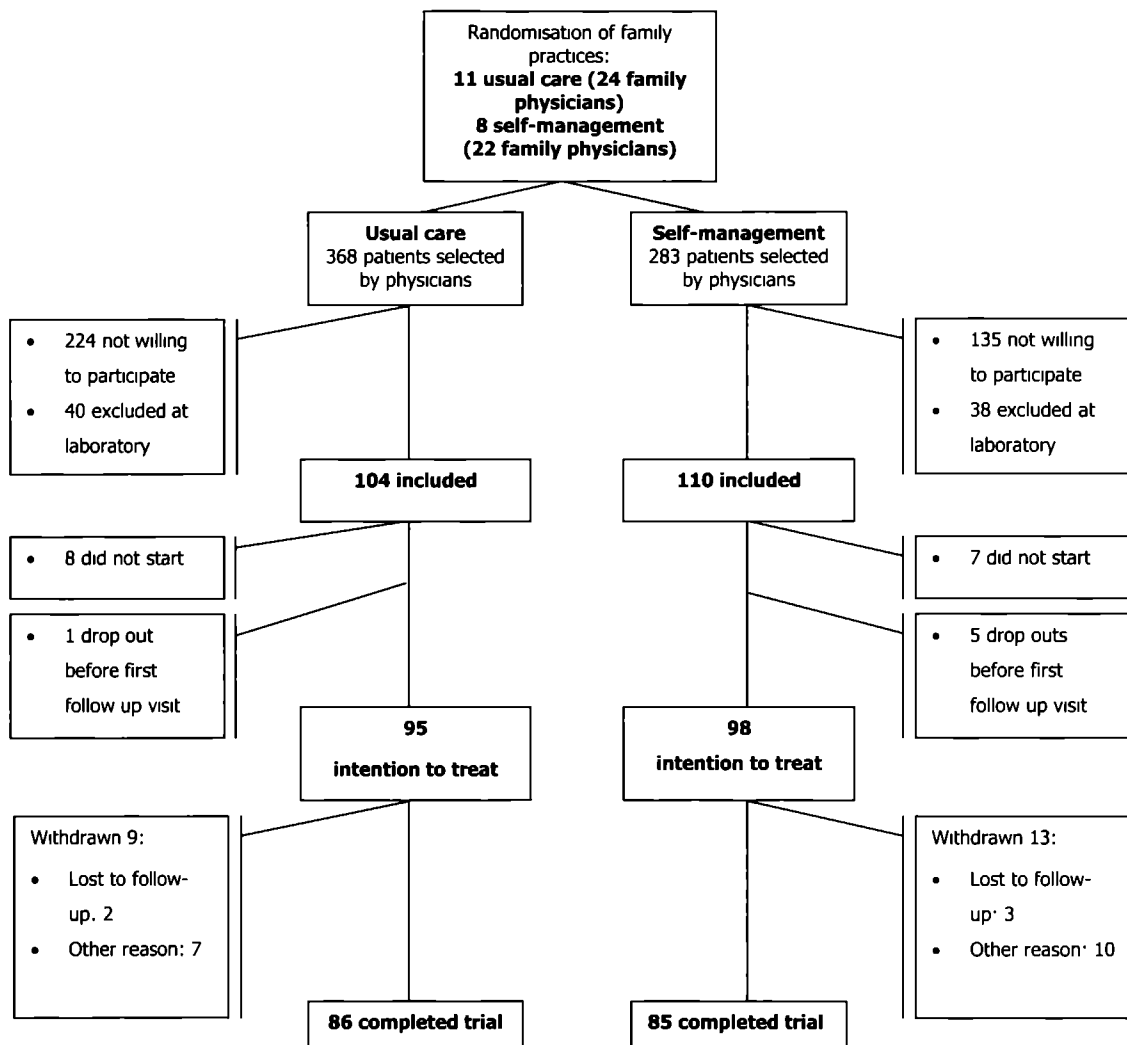 Randomisation of family
practices:
11 usual care (24 family
physicians)
8 self-management
(22 family physicians)
Usual care
368 patients selected
by physicians
Self-management
283 patients selected
by physicians
• 224 not willing
to participate
• 40 excluded at
laboratory
• 135 not willing
to participate
• 38 excluded at
laboratory
104 included
110 included
• 8 did not start
• 7 did not start
• 1 drop out
before first
follow up visit
• 5 drop outs
before first
follow up visit
95
intention to treat
98
intention to treat
Withdrawn 9:
• Lost to follow-
up. 2
• Other reason: 7
Withdrawn 13:
• Lost to follow-
up· 3
• Other reason· 10
86 completed trial
85 completed trial